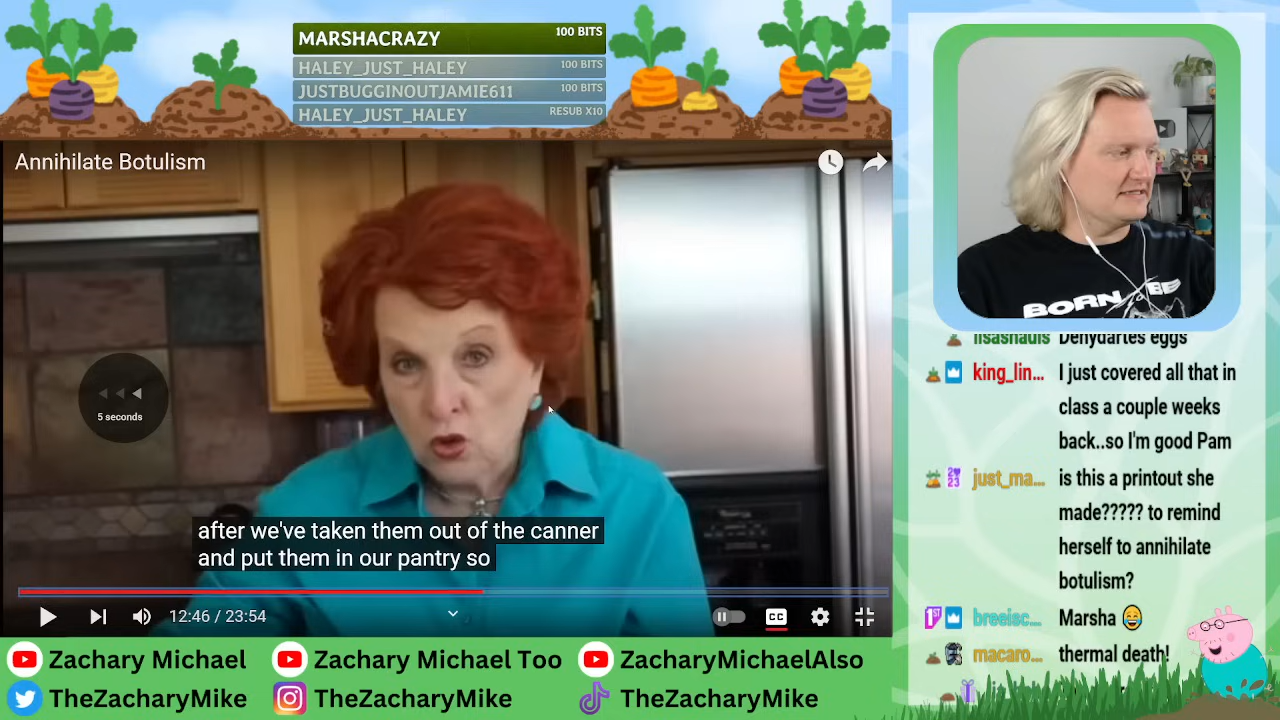 MARSHACRAZY 100 BITS
HALEY_JUST_HALEY 100 BITS
JUSTBUGGINOUTJAMIE611 100 BITS
HALEY_JUST_HALEY RESUB X10
Annihilate Botulism
5 seconds
after we've taken them out of the canner
and put them in our pantry so
12:46 / 23:54
CC
BORN
Denydartes eggs
king_lin... I just covered all that in
class a couple weeks
back..so I'm good Pam
just_ma... is this a printout she
made????? to remind
herself to annihilate
botulism?
breeisc... Marsha 😂
macaro... thermal death!
Zachary Michael
Zachary Michael Too
ZacharyMichaelAlso
TheZacharyMike
TheZacharyMike
TheZacharyMike